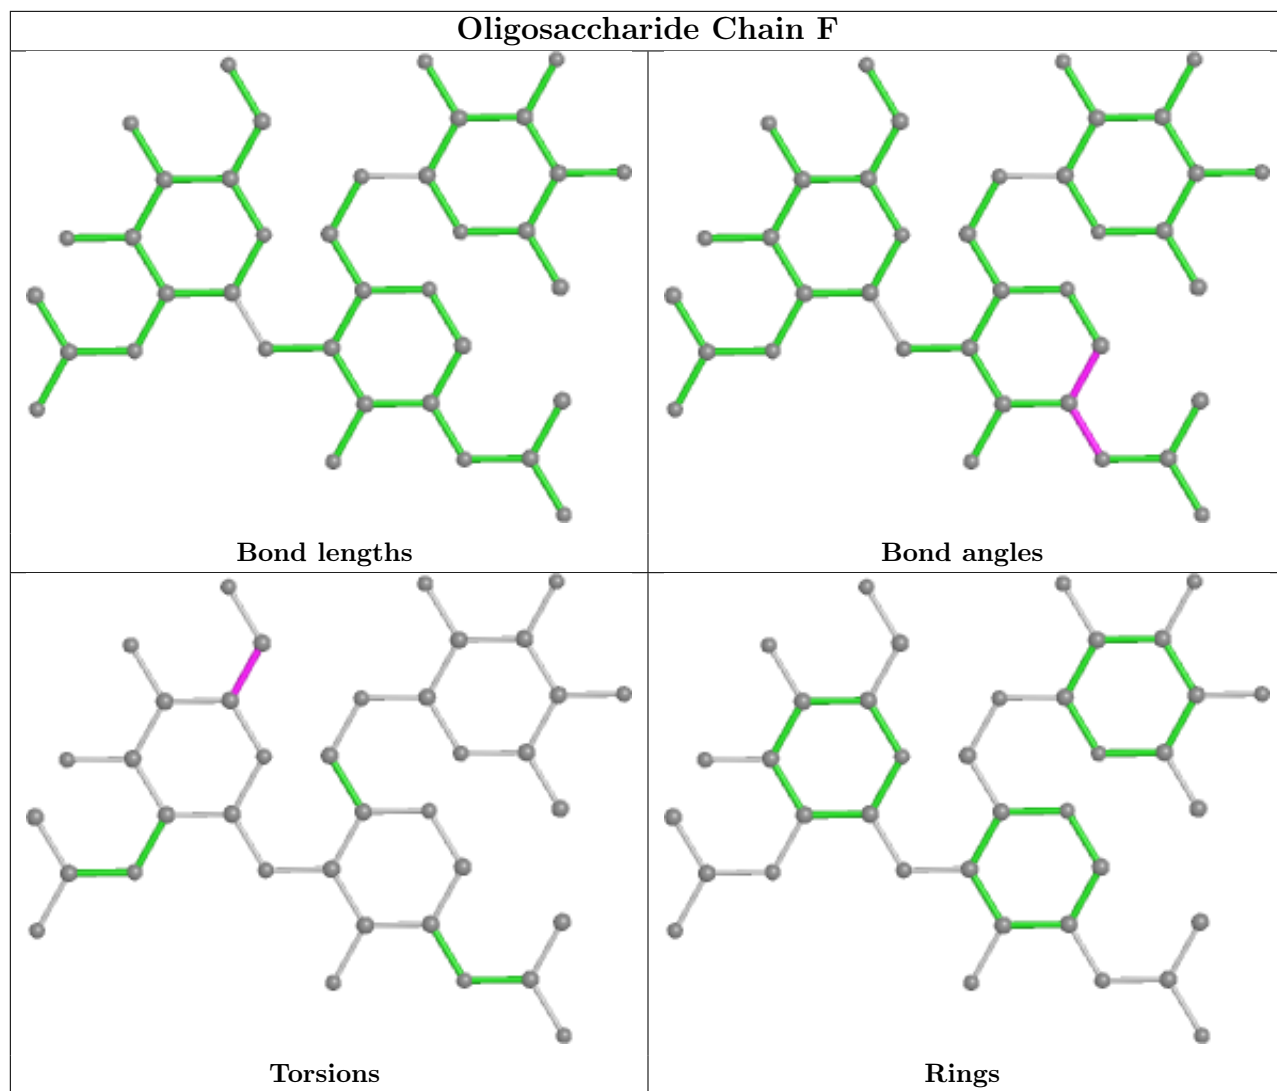 Oligosaccharide Chain F
Bond lengths
Bond angles
Torsions
Rings